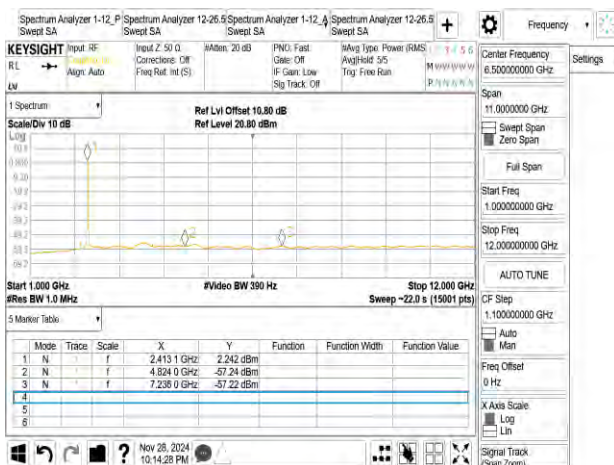 Spectrum Analyzer 1-12_P Spectrum Analyzer 12-26.5 Spectrum Analyzer 1-12_A Spectrum Analyzer 12-26.5
Swept SA Swept SA Swept SA Swept SA
Frequency
Settings
KEYSIGHT Input: RF Input Z: 50 Ω #Atten: 20 dB PNO: Fast #Avg Type: Power (RMS)
RL Corrections: Off Gate: Off Avg|Hold: 5/5
Align: Auto Freq Ref: Int (S) IF Gain: Low Trig: Free Run
Sig Track: Off
1 Spectrum
Ref Lvl Offset 10.80 dB
Scale/Div 10 dB Ref Level 20.80 dBm
Log
1
2 3
Start 1.000 GHz #Video BW 390 Hz Stop 12.000 GHz
#Res BW 1.0 MHz Sweep ~22.0 s (15001 pts)
5 Marker Table
Mode Trace Scale X Y Function Function Width Function Value
1 N f 2.413 1 GHz 2.242 dBm
2 N f 4.824 0 GHz -57.24 dBm
3 N f 7.236 0 GHz -57.22 dBm
4
5
6
Center Frequency
6.500000000 GHz
Span
11.0000000 GHz
Swept Span
Zero Span
Full Span
Start Freq
1.000000000 GHz
Stop Freq
12.000000000 GHz
AUTO TUNE
CF Step
1.100000000 GHz
Auto
Man
Freq Offset
0 Hz
X Axis Scale
Log
Lin
Signal Track
(Span Zoom)
Nov 28, 2024
10:14:28 PM